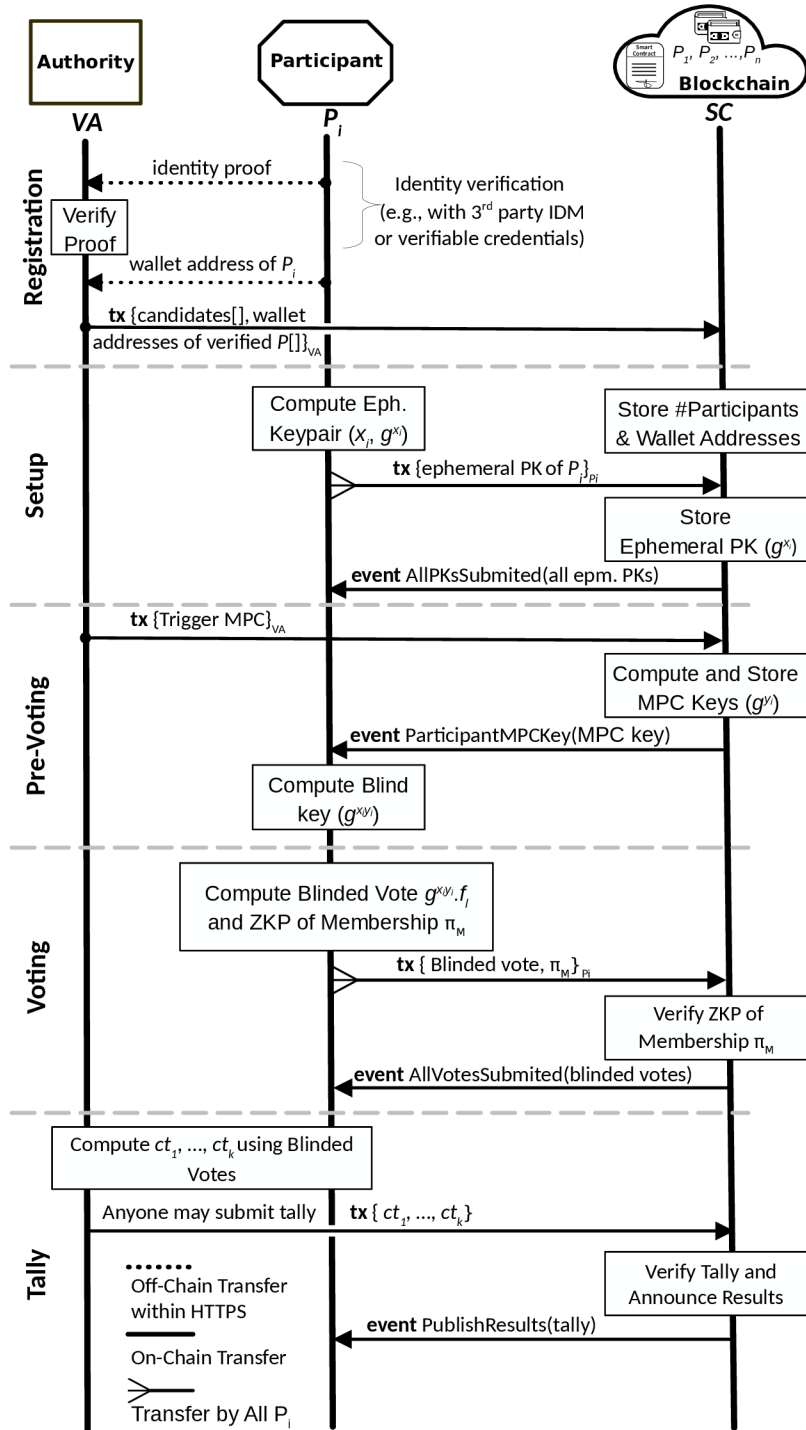 Authority
Participant
Smart
Contract
P1, P2, ...,Pn
Blockchain
VA
Pi
SC
Registration
identity proof
Identity verification
(e.g., with 3rd party IDM
or verifiable credentials)
Verify
Proof
wallet address of Pi
tx {candidates[], wallet
addresses of verified P[]}VA
Setup
Compute Eph.
Keypair (xi, g^xi)
Store #Participants
& Wallet Addresses
tx {ephemeral PK of Pi}Pi
Store
Ephemeral PK (g^xi)
event AllPKsSubmited(all epm. PKs)
Pre-Voting
tx {Trigger MPC}VA
Compute and Store
MPC Keys (g^yi)
event ParticipantMPCKey(MPC key)
Compute Blind
key (g^xiyi)
Voting
Compute Blinded Vote g^xiyi.fl
and ZKP of Membership πM
tx { Blinded vote, πM}Pi
Verify ZKP of
Membership πM
event AllVotesSubmited(blinded votes)
Tally
Compute ct1, ..., ctk using Blinded
Votes
Anyone may submit tally tx { ct1, ..., ctk}
Verify Tally and
Announce Results
event PublishResults(tally)
Off-Chain Transfer
within HTTPS
On-Chain Transfer
Transfer by All Pi